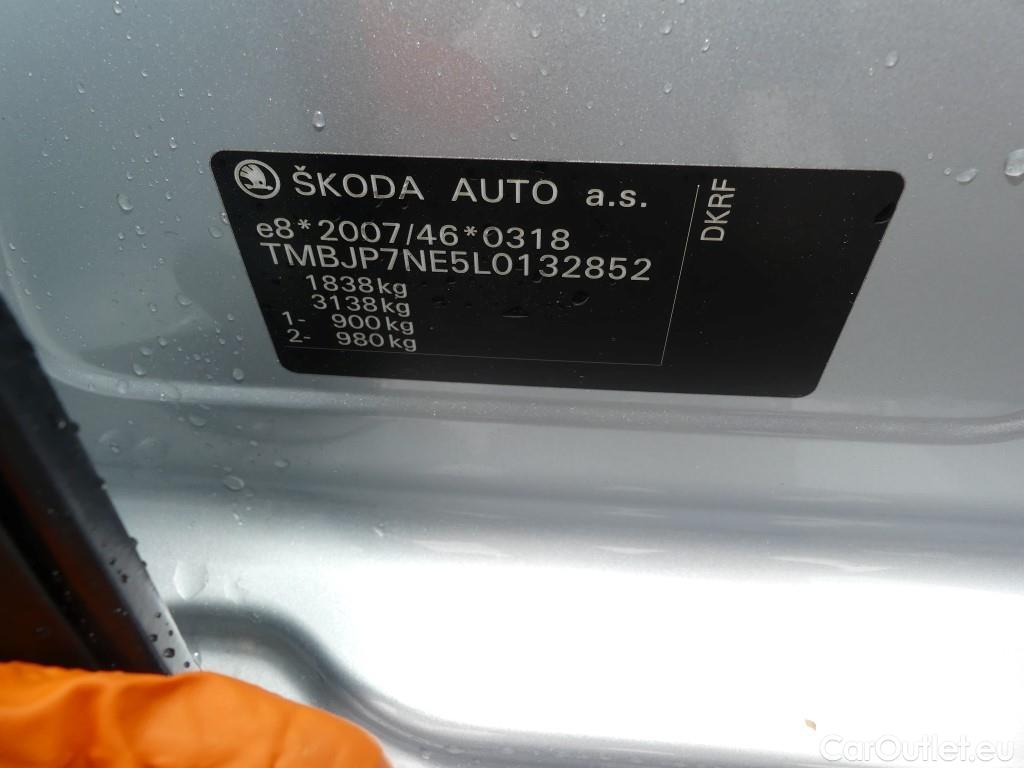 ŠKODA AUTO a.s.
e8*2007/46*0318
TMBJP7NE5L0132852
1838kg
3138kg
1- 900kg
2- 980kg
DKRF
CarOutlet.eu